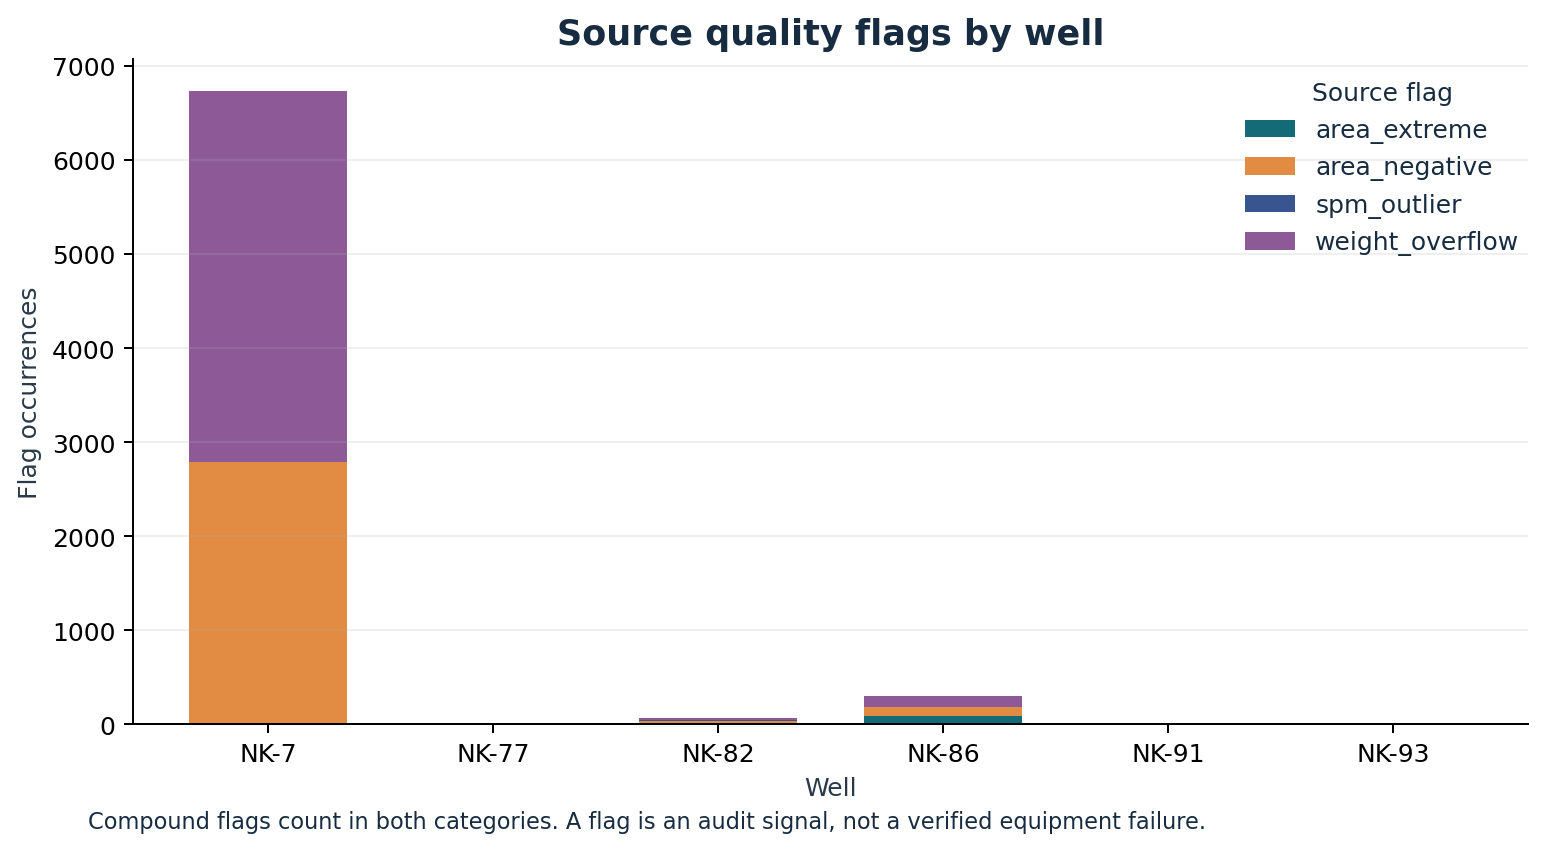 Source quality flags by well
7000
6000
5000
4000
3000
2000
1000
0
Flag occurrences
Source flag
area_extreme
area_negative
spm_outlier
weight_overflow
NK-7 NK-77 NK-82 NK-86 NK-91 NK-93
Well
Compound flags count in both categories. A flag is an audit signal, not a verified equipment failure.